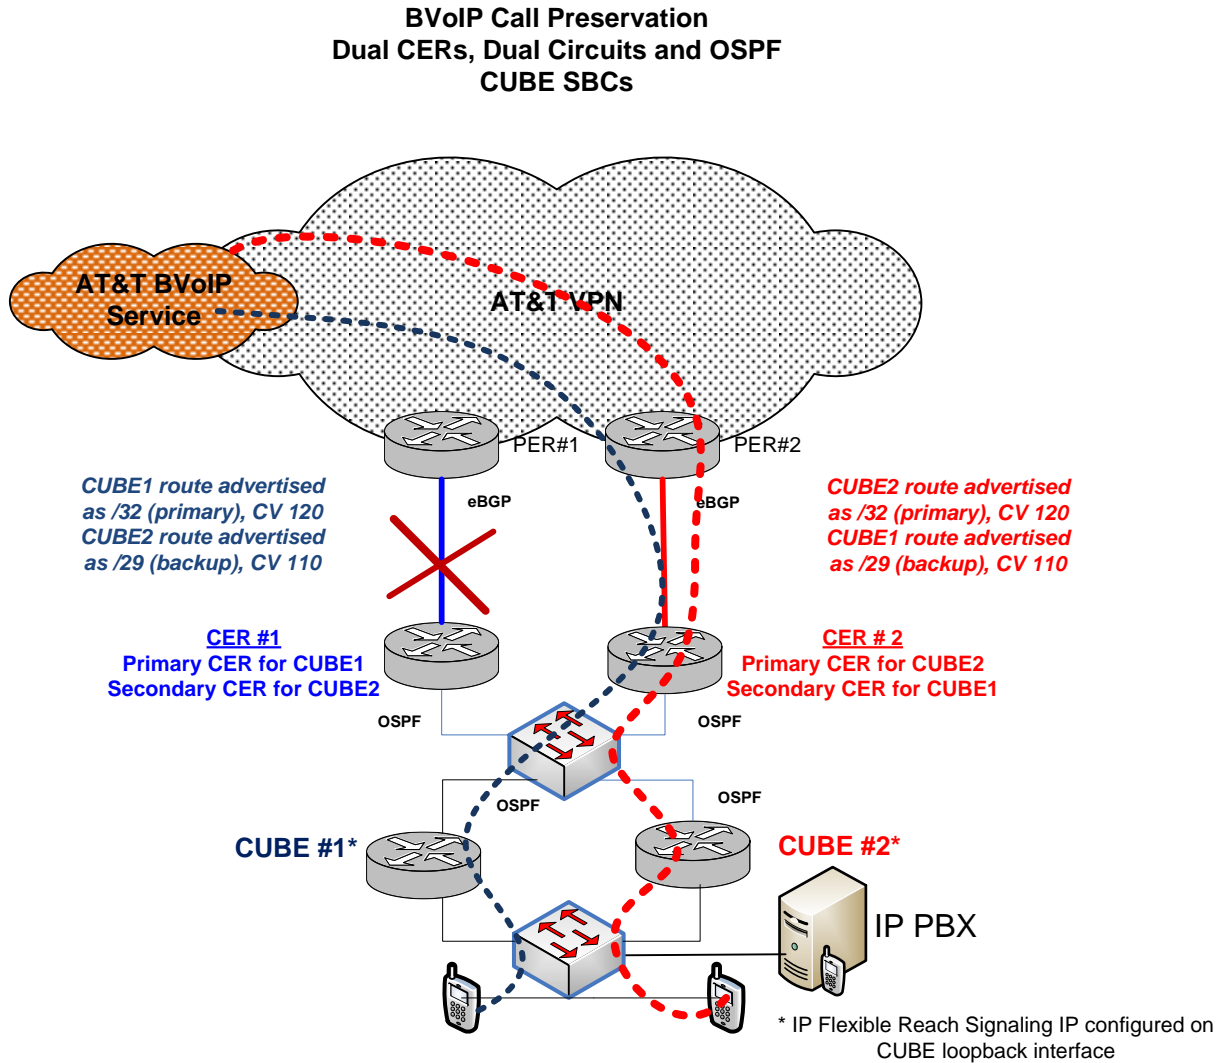 BVoIP Call Preservation
Dual CERs, Dual Circuits and OSPF
CUBE SBCs
AT&T BVoIP
Service
AT&T VPN
PER#1
PER#2
eBGP
eBGP
CUBE1 route advertised
as /32 (primary), CV 120
CUBE2 route advertised
as /29 (backup), CV 110
CUBE2 route advertised
as /32 (primary), CV 120
CUBE1 route advertised
as /29 (backup), CV 110
CER #1
Primary CER for CUBE1
Secondary CER for CUBE2
CER # 2
Primary CER for CUBE2
Secondary CER for CUBE1
OSPF
OSPF
OSPF
OSPF
CUBE #1*
CUBE #2*
IP PBX
* IP Flexible Reach Signaling IP configured on
CUBE loopback interface